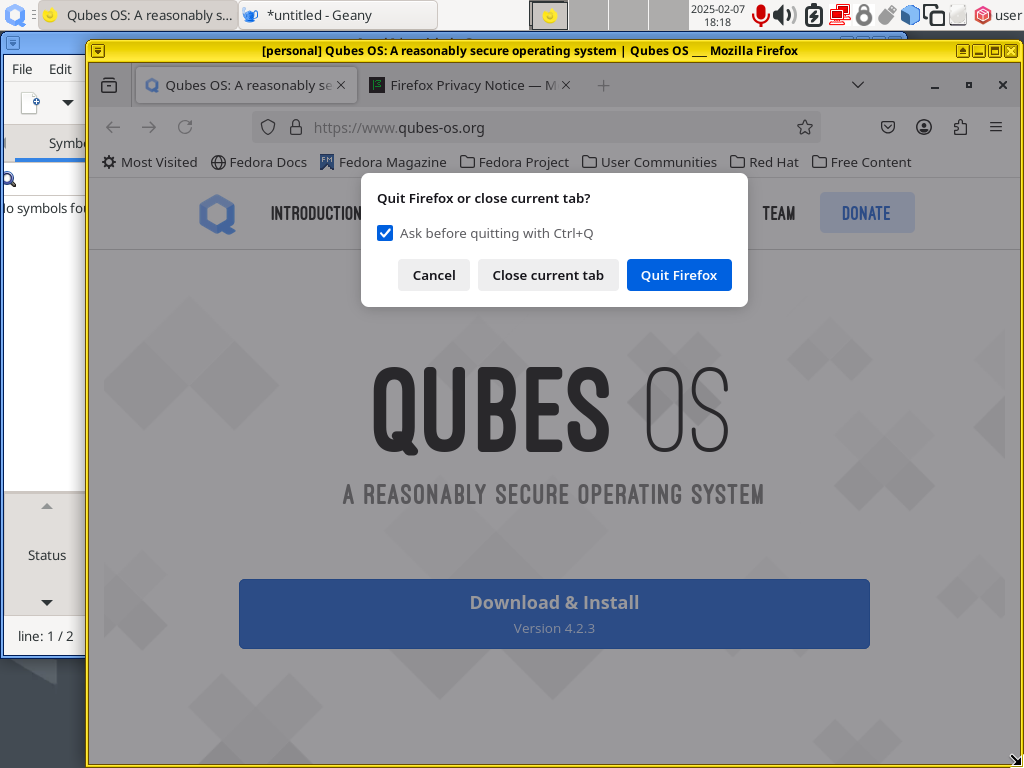 Qubes OS: A reasonably s...
*untitled - Geany
2025-02-07
18:18
user
[personal] Qubes OS: A reasonably secure operating system | Qubes OS __ Mozilla Firefox
File Edit
Qubes OS: A reasonably se
Firefox Privacy Notice — M
https://www.qubes-os.org
Most Visited
Fedora Docs
Fedora Magazine
Fedora Project
User Communities
Red Hat
Free Content
Symb
lo symbols fou
Status
line: 1 / 2
INTRODUCTION
TEAM
DONATE
Quit Firefox or close current tab?
Ask before quitting with Ctrl+Q
Cancel
Close current tab
Quit Firefox
QUBES OS
A REASONABLY SECURE OPERATING SYSTEM
Download & Install
Version 4.2.3